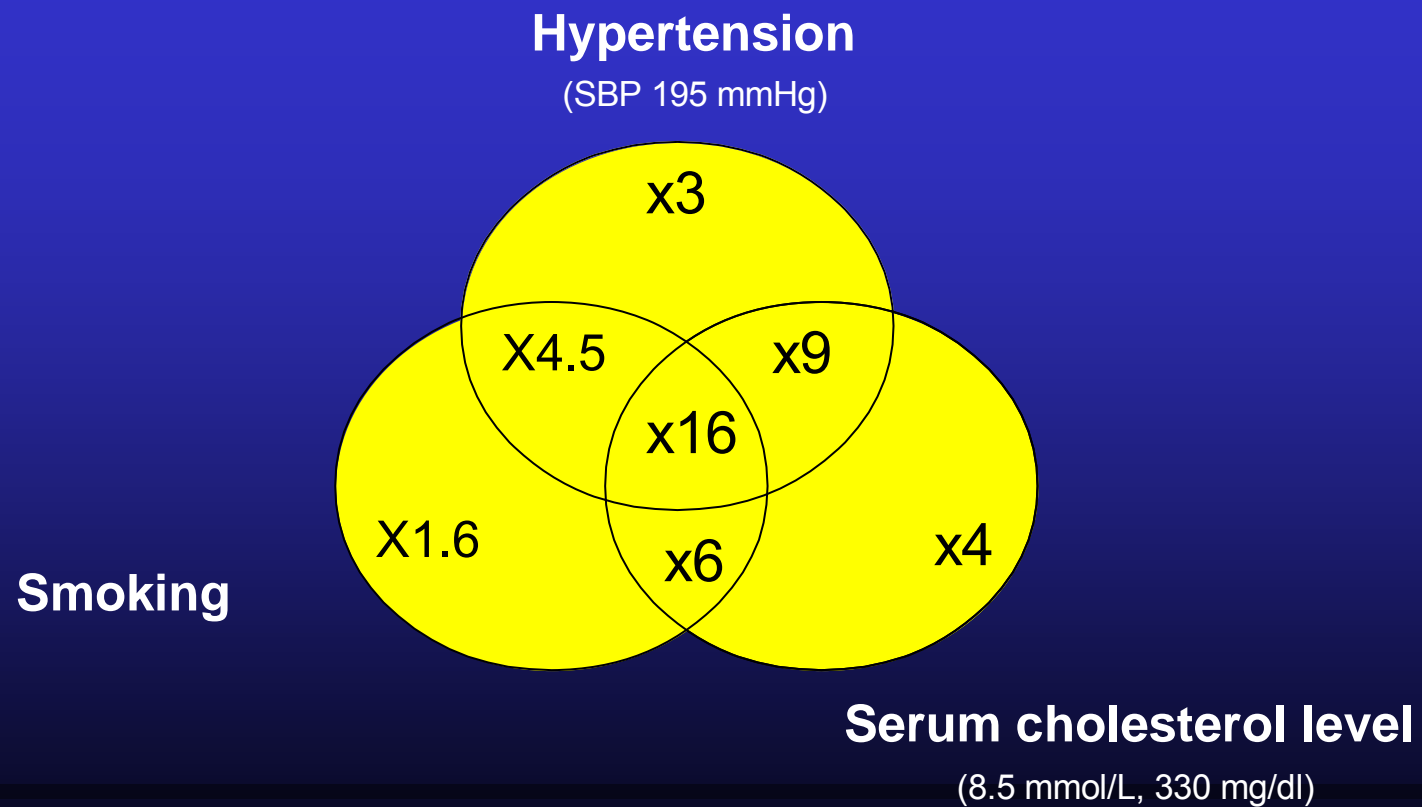 Hypertension
(SBP 195 mmHg)
x3
X4.5
x9
x16
X1.6
x6
x4
Smoking
Serum cholesterol level
(8.5 mmol/L, 330 mg/dl)